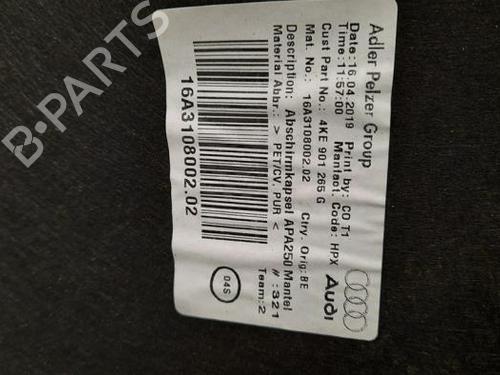 Adler Pelzer Group
Date: 16.04.2019 Print by: CO T1
Time: 11:57:00 Manfact. Code: HPX
Cust Part No.: 4KE 901 265 G
Mat. No.: 16A3108002.02 Ctry. Orig: BE
Description: Abschirmkapsel APA250 Mantel
Material Abbr.: > PET/CV. PUR < #:321
Team:2
16A3108002.02
04S
Audi
B-PARTS